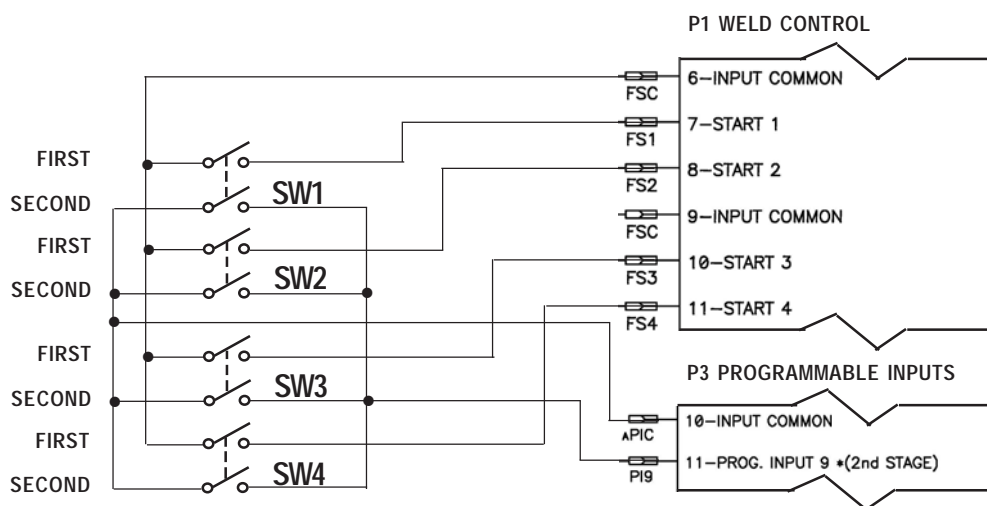 P1 WELD CONTROL
6–INPUT COMMON
FSC
7–START 1
FS1
FIRST
8–START 2
FS2
SECOND
SW1
9–INPUT COMMON
FSC
FIRST
10–START 3
FS3
SECOND
SW2
11–START 4
FS4
FIRST
P3 PROGRAMMABLE INPUTS
SECOND
SW3
10–INPUT COMMON
APIC
FIRST
11–PROG. INPUT 9 *(2nd STAGE)
PI9
SECOND
SW4